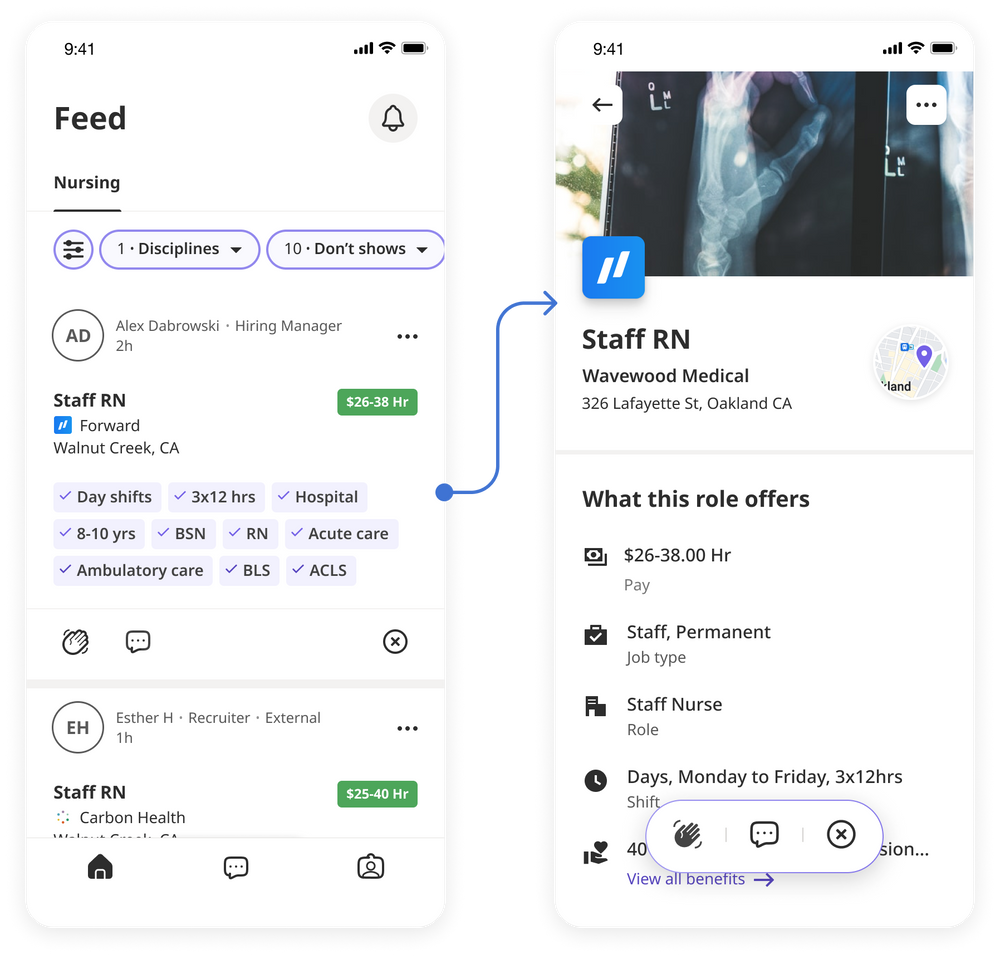 9:41
Feed
Nursing
1 · Disciplines
10 · Don’t shows
AD
Alex Dabrowski · Hiring Manager
2h
Staff RN
$26-38 Hr
Forward
Walnut Creek, CA
Day shifts
3x12 hrs
Hospital
8-10 yrs
BSN
RN
Acute care
Ambulatory care
BLS
ACLS
EH
Esther H · Recruiter · External
1h
Staff RN
$25-40 Hr
Carbon Health
Walnut Creek, CA
9:41
L
M
L
L
M
L
Staff RN
Wavewood Medical
326 Lafayette St, Oakland CA
land
What this role offers
$26-38.00 Hr
Pay
Staff, Permanent
Job type
Staff Nurse
Role
Days, Monday to Friday, 3x12hrs
Shift
40
sion...
View all benefits